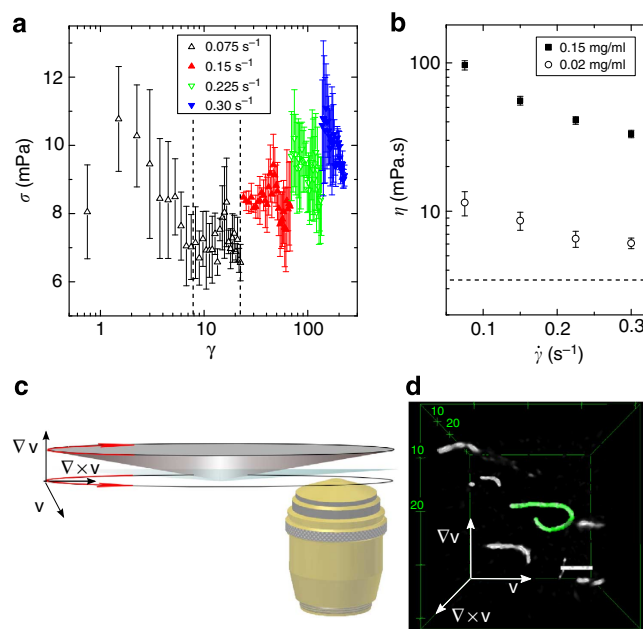 a
0.075 s⁻¹
0.15 s⁻¹
0.225 s⁻¹
0.30 s⁻¹
12
10
8
6
σ (mPa)
1
10
100
γ
b
0.15 mg/ml
0.02 mg/ml
100
10
η (mPa.s)
0.1
0.2
0.3
γ̇ (s⁻¹)
c
∇v
∇×v
v
d
10
20
10
20
∇v
v
∇×v